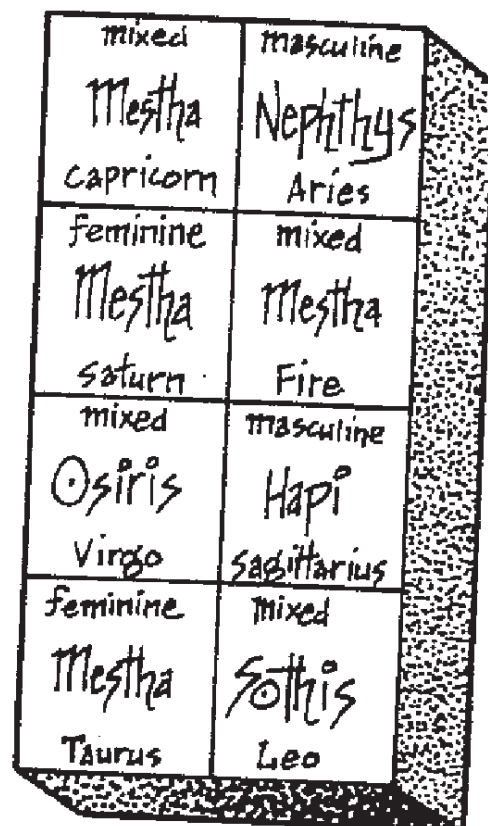 mixed
Mestha
Capricorn
masculine
Nephthys
Aries
feminine
Mestha
Saturn
mixed
Mestha
Fire
mixed
Osiris
Virgo
masculine
Hapi
Sagittarius
feminine
Mestha
Taurus
mixed
Sothis
Leo